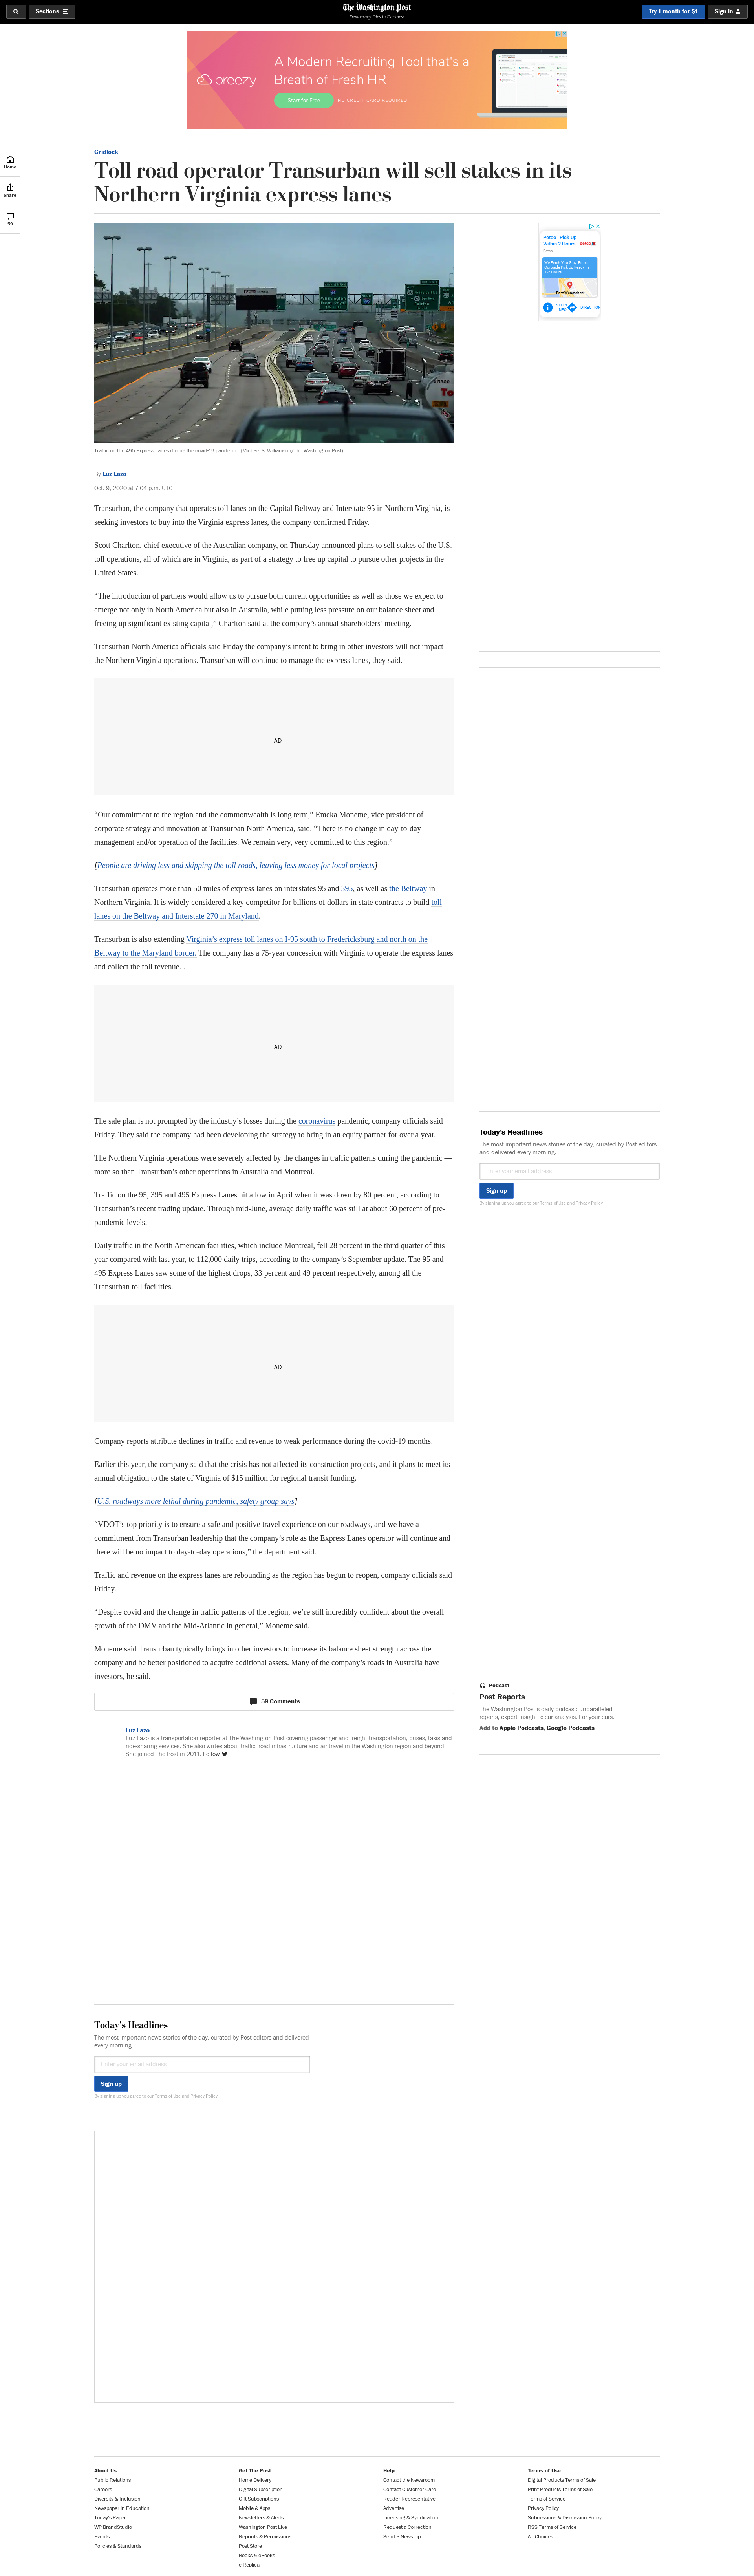 Sections
The Washington Post
Democracy Dies in Darkness
Try 1 month for $1
Sign in
breezy
A Modern Recruiting Tool that's a
Breath of Fresh HR
Start for Free
NO CREDIT CARD REQUIRED
Home
Share
59
Gridlock
Toll road operator Transurban will sell stakes in its
Northern Virginia express lanes
Traffic on the 495 Express Lanes during the covid-19 pandemic. (Michael S. Williamson/The Washington Post)
By Luz Lazo
Oct. 9, 2020 at 7:04 p.m. UTC
Transurban, the company that operates toll lanes on the Capital Beltway and Interstate 95 in Northern Virginia, is
seeking investors to buy into the Virginia express lanes, the company confirmed Friday.
Scott Charlton, chief executive of the Australian company, on Thursday announced plans to sell stakes of the U.S.
toll operations, all of which are in Virginia, as part of a strategy to free up capital to pursue other projects in the
United States.
“The introduction of partners would allow us to pursue both current opportunities as well as those we expect to
emerge not only in North America but also in Australia, while putting less pressure on our balance sheet and
freeing up significant existing capital,” Charlton said at the company’s annual shareholders’ meeting.
Transurban North America officials said Friday the company’s intent to bring in other investors will not impact
the Northern Virginia operations. Transurban will continue to manage the express lanes, they said.
AD
“Our commitment to the region and the commonwealth is long term,” Emeka Moneme, vice president of
corporate strategy and innovation at Transurban North America, said. “There is no change in day-to-day
management and/or operation of the facilities. We remain very, very committed to this region.”
[People are driving less and skipping the toll roads, leaving less money for local projects]
Transurban operates more than 50 miles of express lanes on interstates 95 and 395, as well as the Beltway in
Northern Virginia. It is widely considered a key competitor for billions of dollars in state contracts to build toll
lanes on the Beltway and Interstate 270 in Maryland.
Transurban is also extending Virginia’s express toll lanes on I-95 south to Fredericksburg and north on the
Beltway to the Maryland border. The company has a 75-year concession with Virginia to operate the express lanes
and collect the toll revenue. .
AD
The sale plan is not prompted by the industry’s losses during the coronavirus pandemic, company officials said
Friday. They said the company had been developing the strategy to bring in an equity partner for over a year.
The Northern Virginia operations were severely affected by the changes in traffic patterns during the pandemic —
more so than Transurban’s other operations in Australia and Montreal.
Traffic on the 95, 395 and 495 Express Lanes hit a low in April when it was down by 80 percent, according to
Transurban’s recent trading update. Through mid-June, average daily traffic was still at about 60 percent of pre-
pandemic levels.
Daily traffic in the North American facilities, which include Montreal, fell 28 percent in the third quarter of this
year compared with last year, to 112,000 daily trips, according to the company’s September update. The 95 and
495 Express Lanes saw some of the highest drops, 33 percent and 49 percent respectively, among all the
Transurban toll facilities.
AD
Company reports attribute declines in traffic and revenue to weak performance during the covid-19 months.
Earlier this year, the company said that the crisis has not affected its construction projects, and it plans to meet its
annual obligation to the state of Virginia of $15 million for regional transit funding.
[U.S. roadways more lethal during pandemic, safety group says]
“VDOT’s top priority is to ensure a safe and positive travel experience on our roadways, and we have a
commitment from Transurban leadership that the company’s role as the Express Lanes operator will continue and
there will be no impact to day-to-day operations,” the department said.
Traffic and revenue on the express lanes are rebounding as the region has begun to reopen, company officials said
Friday.
“Despite covid and the change in traffic patterns of the region, we’re still incredibly confident about the overall
growth of the DMV and the Mid-Atlantic in general,” Moneme said.
Moneme said Transurban typically brings in other investors to increase its balance sheet strength across the
company and be better positioned to acquire additional assets. Many of the company’s roads in Australia have
investors, he said.
59 Comments
Luz Lazo
Luz Lazo is a transportation reporter at The Washington Post covering passenger and freight transportation, buses, taxis and
ride-sharing services. She also writes about traffic, road infrastructure and air travel in the Washington region and beyond.
She joined The Post in 2011. Follow
Today’s Headlines
The most important news stories of the day, curated by Post editors and delivered
every morning.
Enter your email address
Sign up
By signing up you agree to our Terms of Use and Privacy Policy
Petco | Pick Up
Within 2 Hours
petco
Petco
We Fetch You Stay. Petco
Curbside Pick Up Ready In
1-2 Hours
East Wenatchee
STORE
INFO
DIRECTION
Today’s Headlines
The most important news stories of the day, curated by Post editors
and delivered every morning.
Enter your email address
Sign up
By signing up you agree to our Terms of Use and Privacy Policy
Podcast
Post Reports
The Washington Post’s daily podcast: unparalleled
reports, expert insight, clear analysis. For your ears.
Add to Apple Podcasts, Google Podcasts
About Us
Public Relations
Careers
Diversity & Inclusion
Newspaper in Education
Today's Paper
WP BrandStudio
Events
Policies & Standards
Get The Post
Home Delivery
Digital Subscription
Gift Subscriptions
Mobile & Apps
Newsletters & Alerts
Washington Post Live
Reprints & Permissions
Post Store
Books & eBooks
e-Replica
Help
Contact the Newsroom
Contact Customer Care
Reader Representative
Advertise
Licensing & Syndication
Request a Correction
Send a News Tip
Terms of Use
Digital Products Terms of Sale
Print Products Terms of Sale
Terms of Service
Privacy Policy
Submissions & Discussion Policy
RSS Terms of Service
Ad Choices